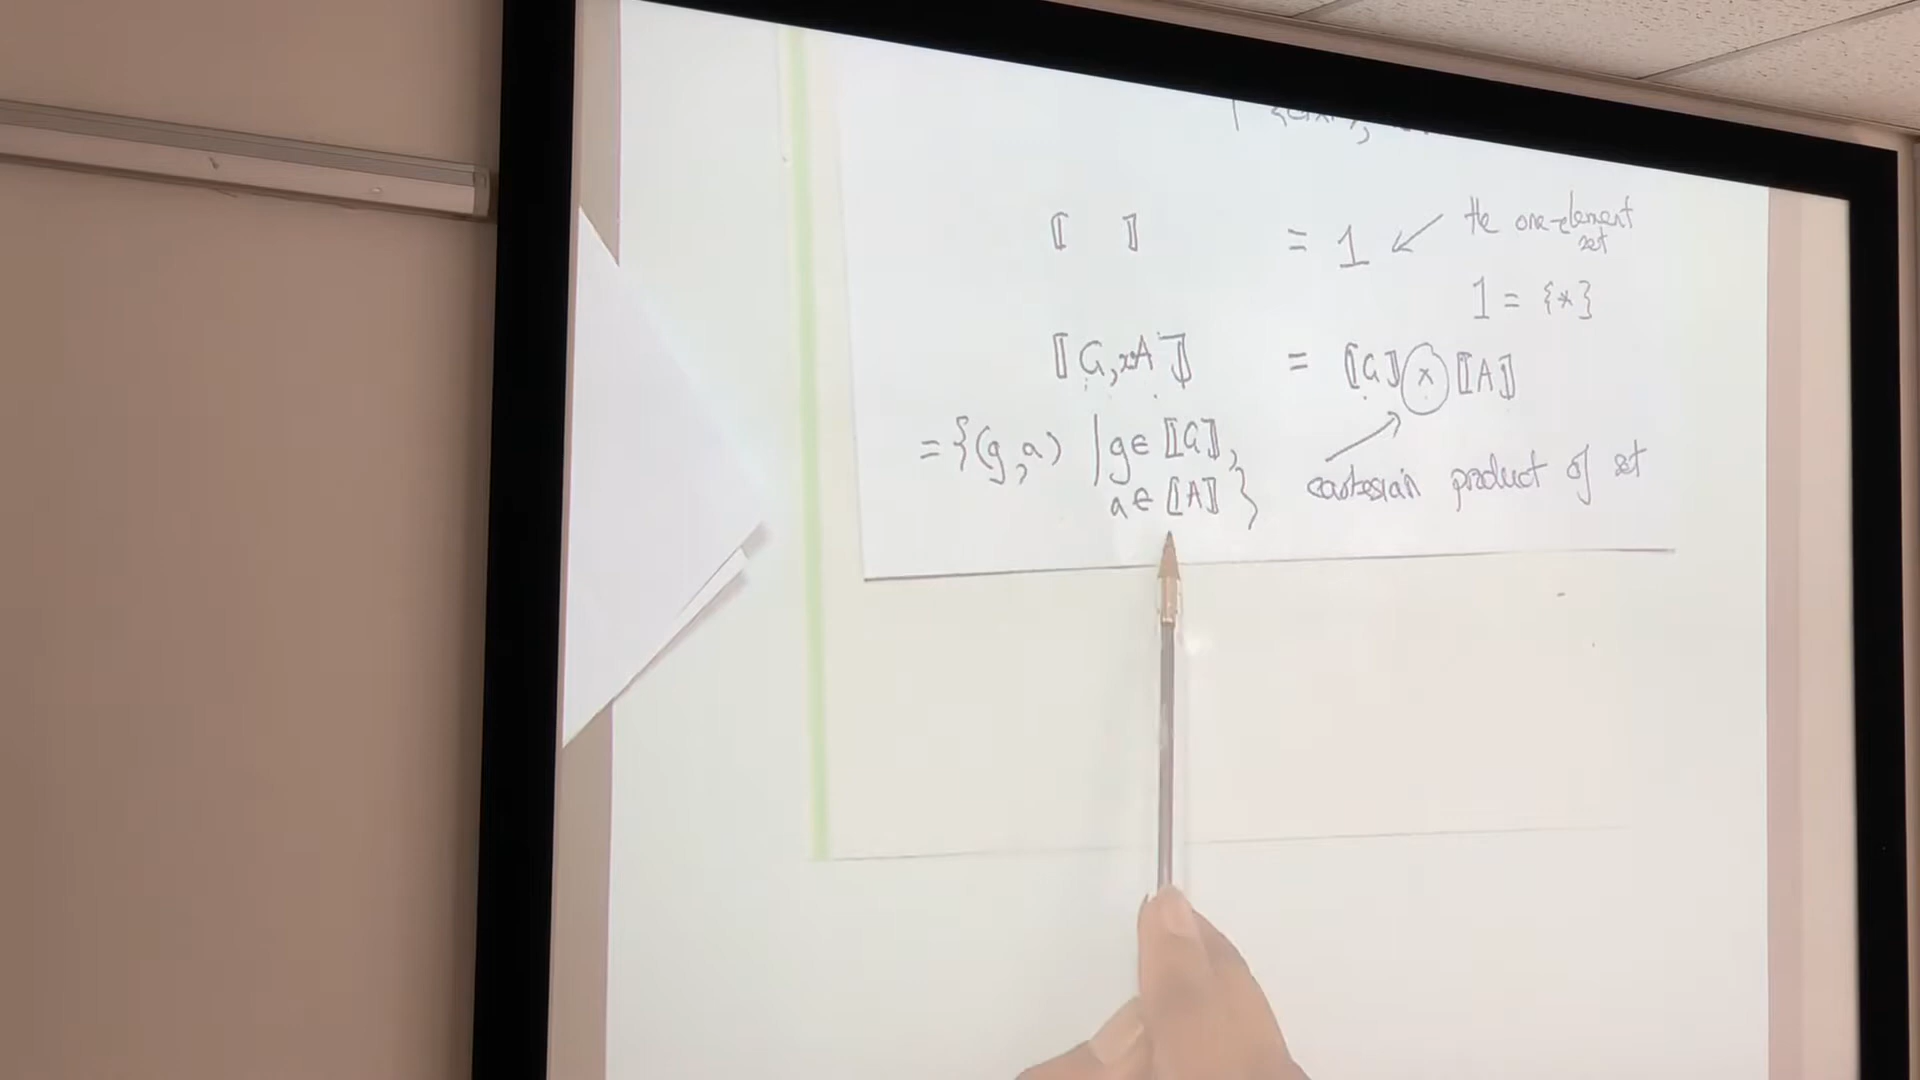 ⟦ ⟧ = 1 ← the one-element set
1 = {*}
⟦G, x:A⟧ = ⟦G⟧ × ⟦A⟧
= {(g, a) | g ∈ ⟦G⟧,
a ∈ ⟦A⟧}
cartesian product of set